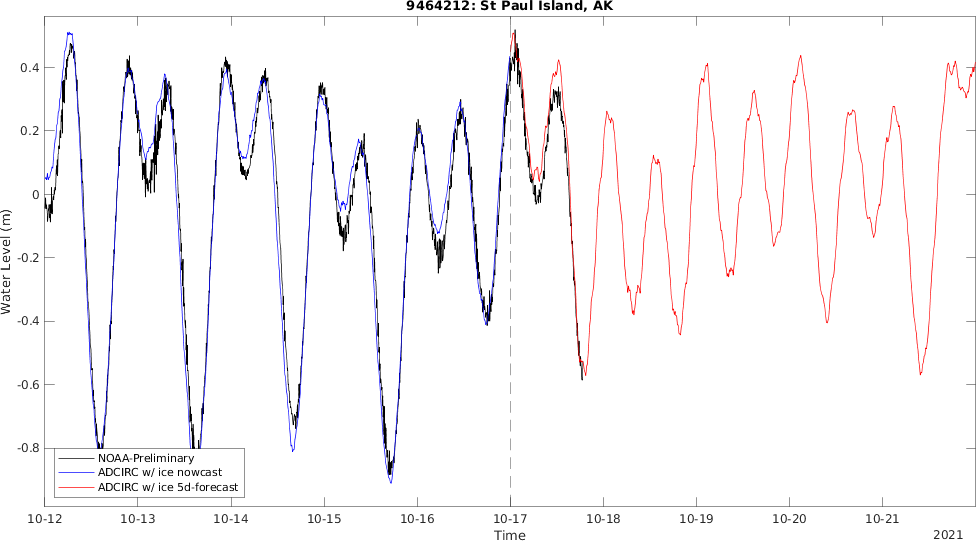 9464212: St Paul Island, AK
Water Level (m)
0.4
0.2
0
-0.2
-0.4
-0.6
-0.8
NOAA-Preliminary
ADCIRC w/ ice nowcast
ADCIRC w/ ice 5d-forecast
10-12 10-13 10-14 10-15 10-16 10-17 10-18 10-19 10-20 10-21
Time
2021